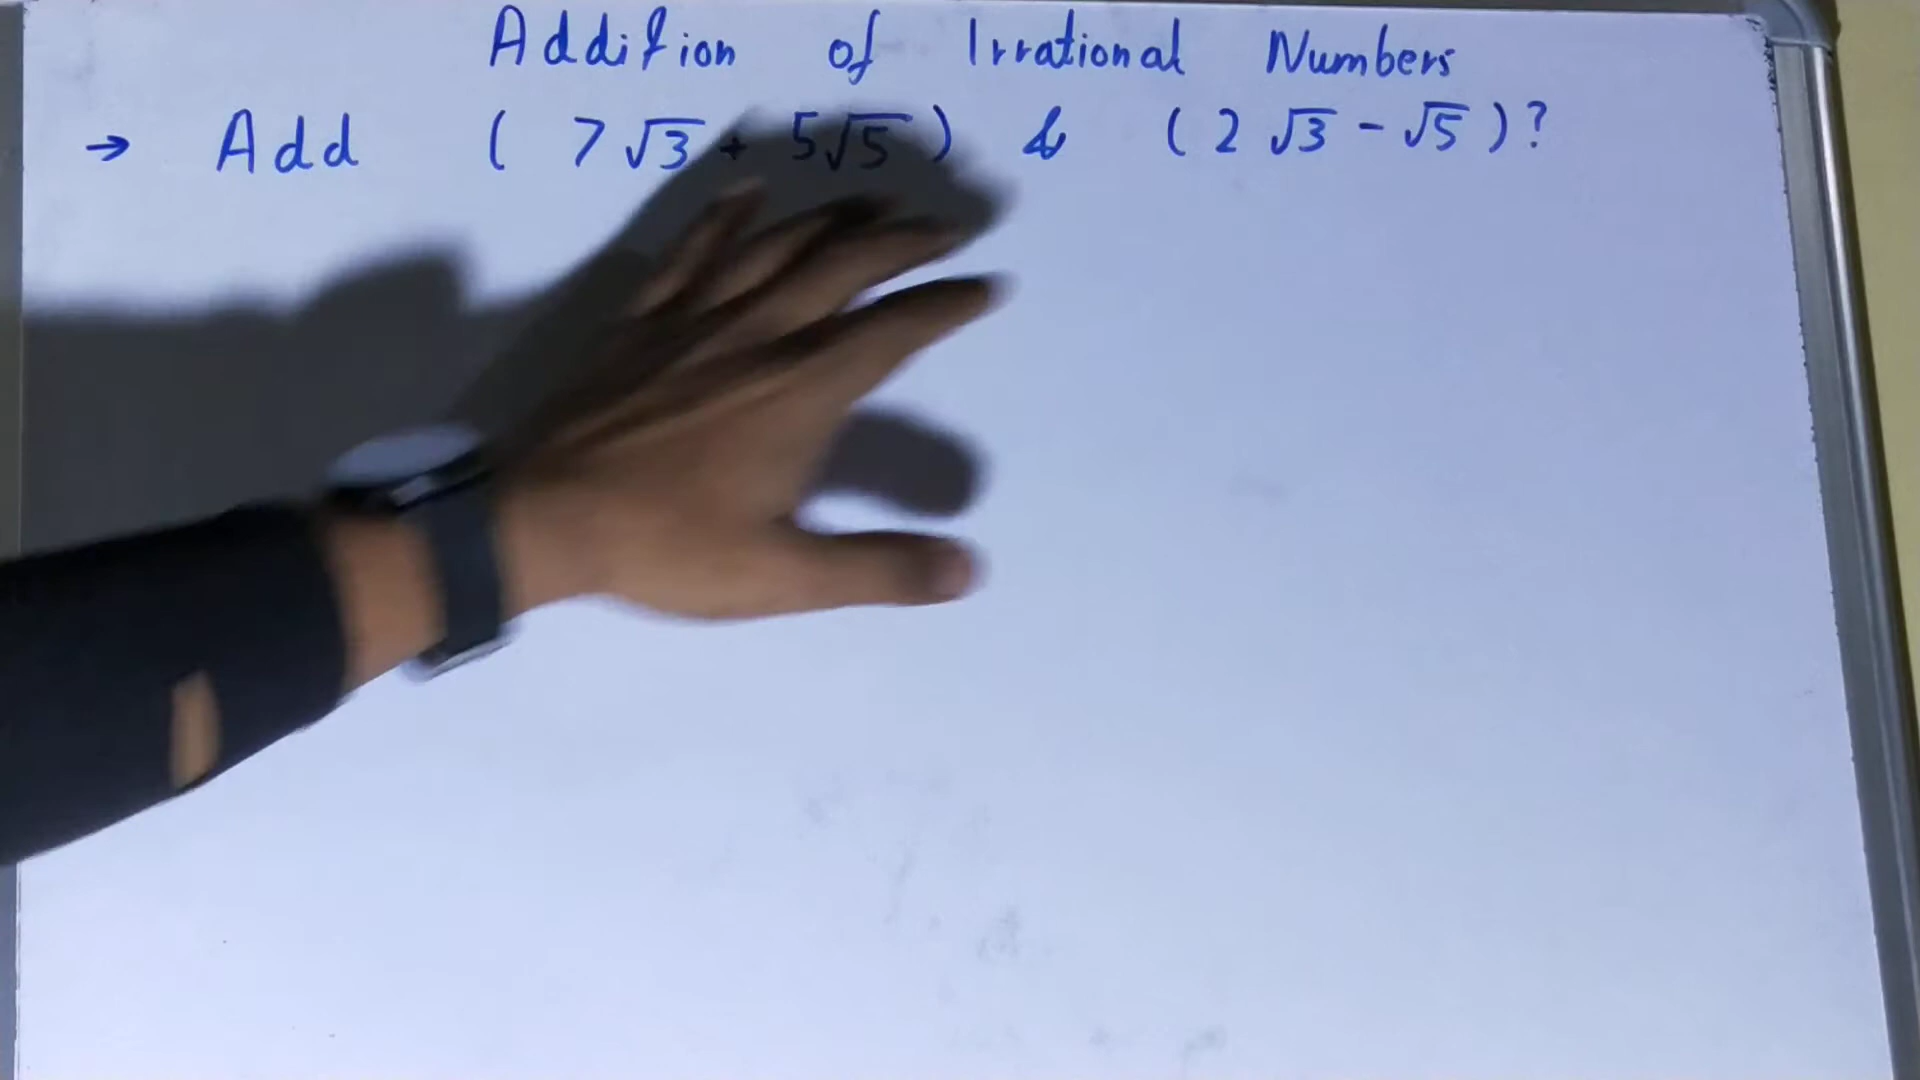 Addition of Irrational Numbers
→ Add ( 7√3 + 5√5 ) & ( 2√3 - √5 ) ?